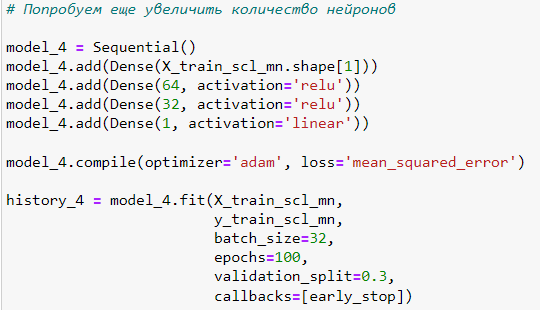 # Попробуем еще увеличить количество нейронов
model_4 = Sequential()
model_4.add(Dense(X_train_scl_mn.shape[1]))
model_4.add(Dense(64, activation='relu'))
model_4.add(Dense(32, activation='relu'))
model_4.add(Dense(1, activation='linear'))
model_4.compile(optimizer='adam', loss='mean_squared_error')
history_4 = model_4.fit(X_train_scl_mn,
y_train_scl_mn,
batch_size=32,
epochs=100,
validation_split=0.3,
callbacks=[early_stop])